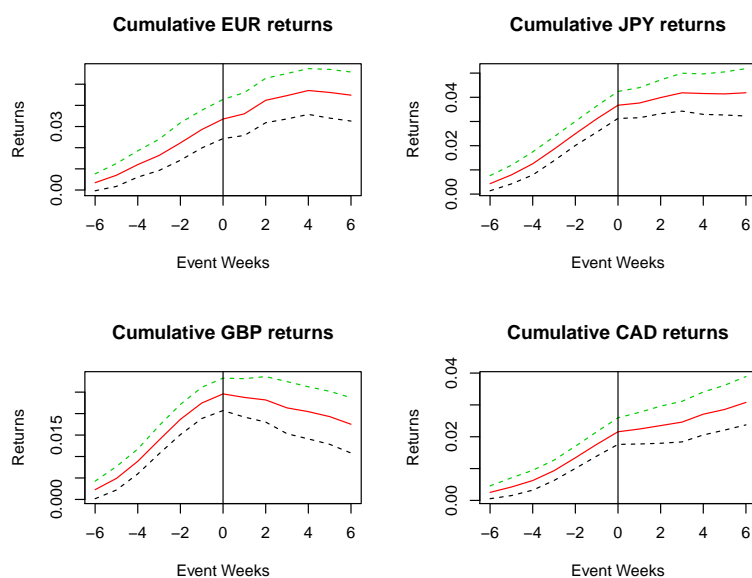 Cumulative EUR returns
Returns
0.00
0.03
−6 −4 −2 0 2 4 6
Event Weeks
Cumulative JPY returns
Returns
0.00
0.02
0.04
−6 −4 −2 0 2 4 6
Event Weeks
Cumulative GBP returns
Returns
0.000
0.015
−6 −4 −2 0 2 4 6
Event Weeks
Cumulative CAD returns
Returns
0.00
0.02
0.04
−6 −4 −2 0 2 4 6
Event Weeks